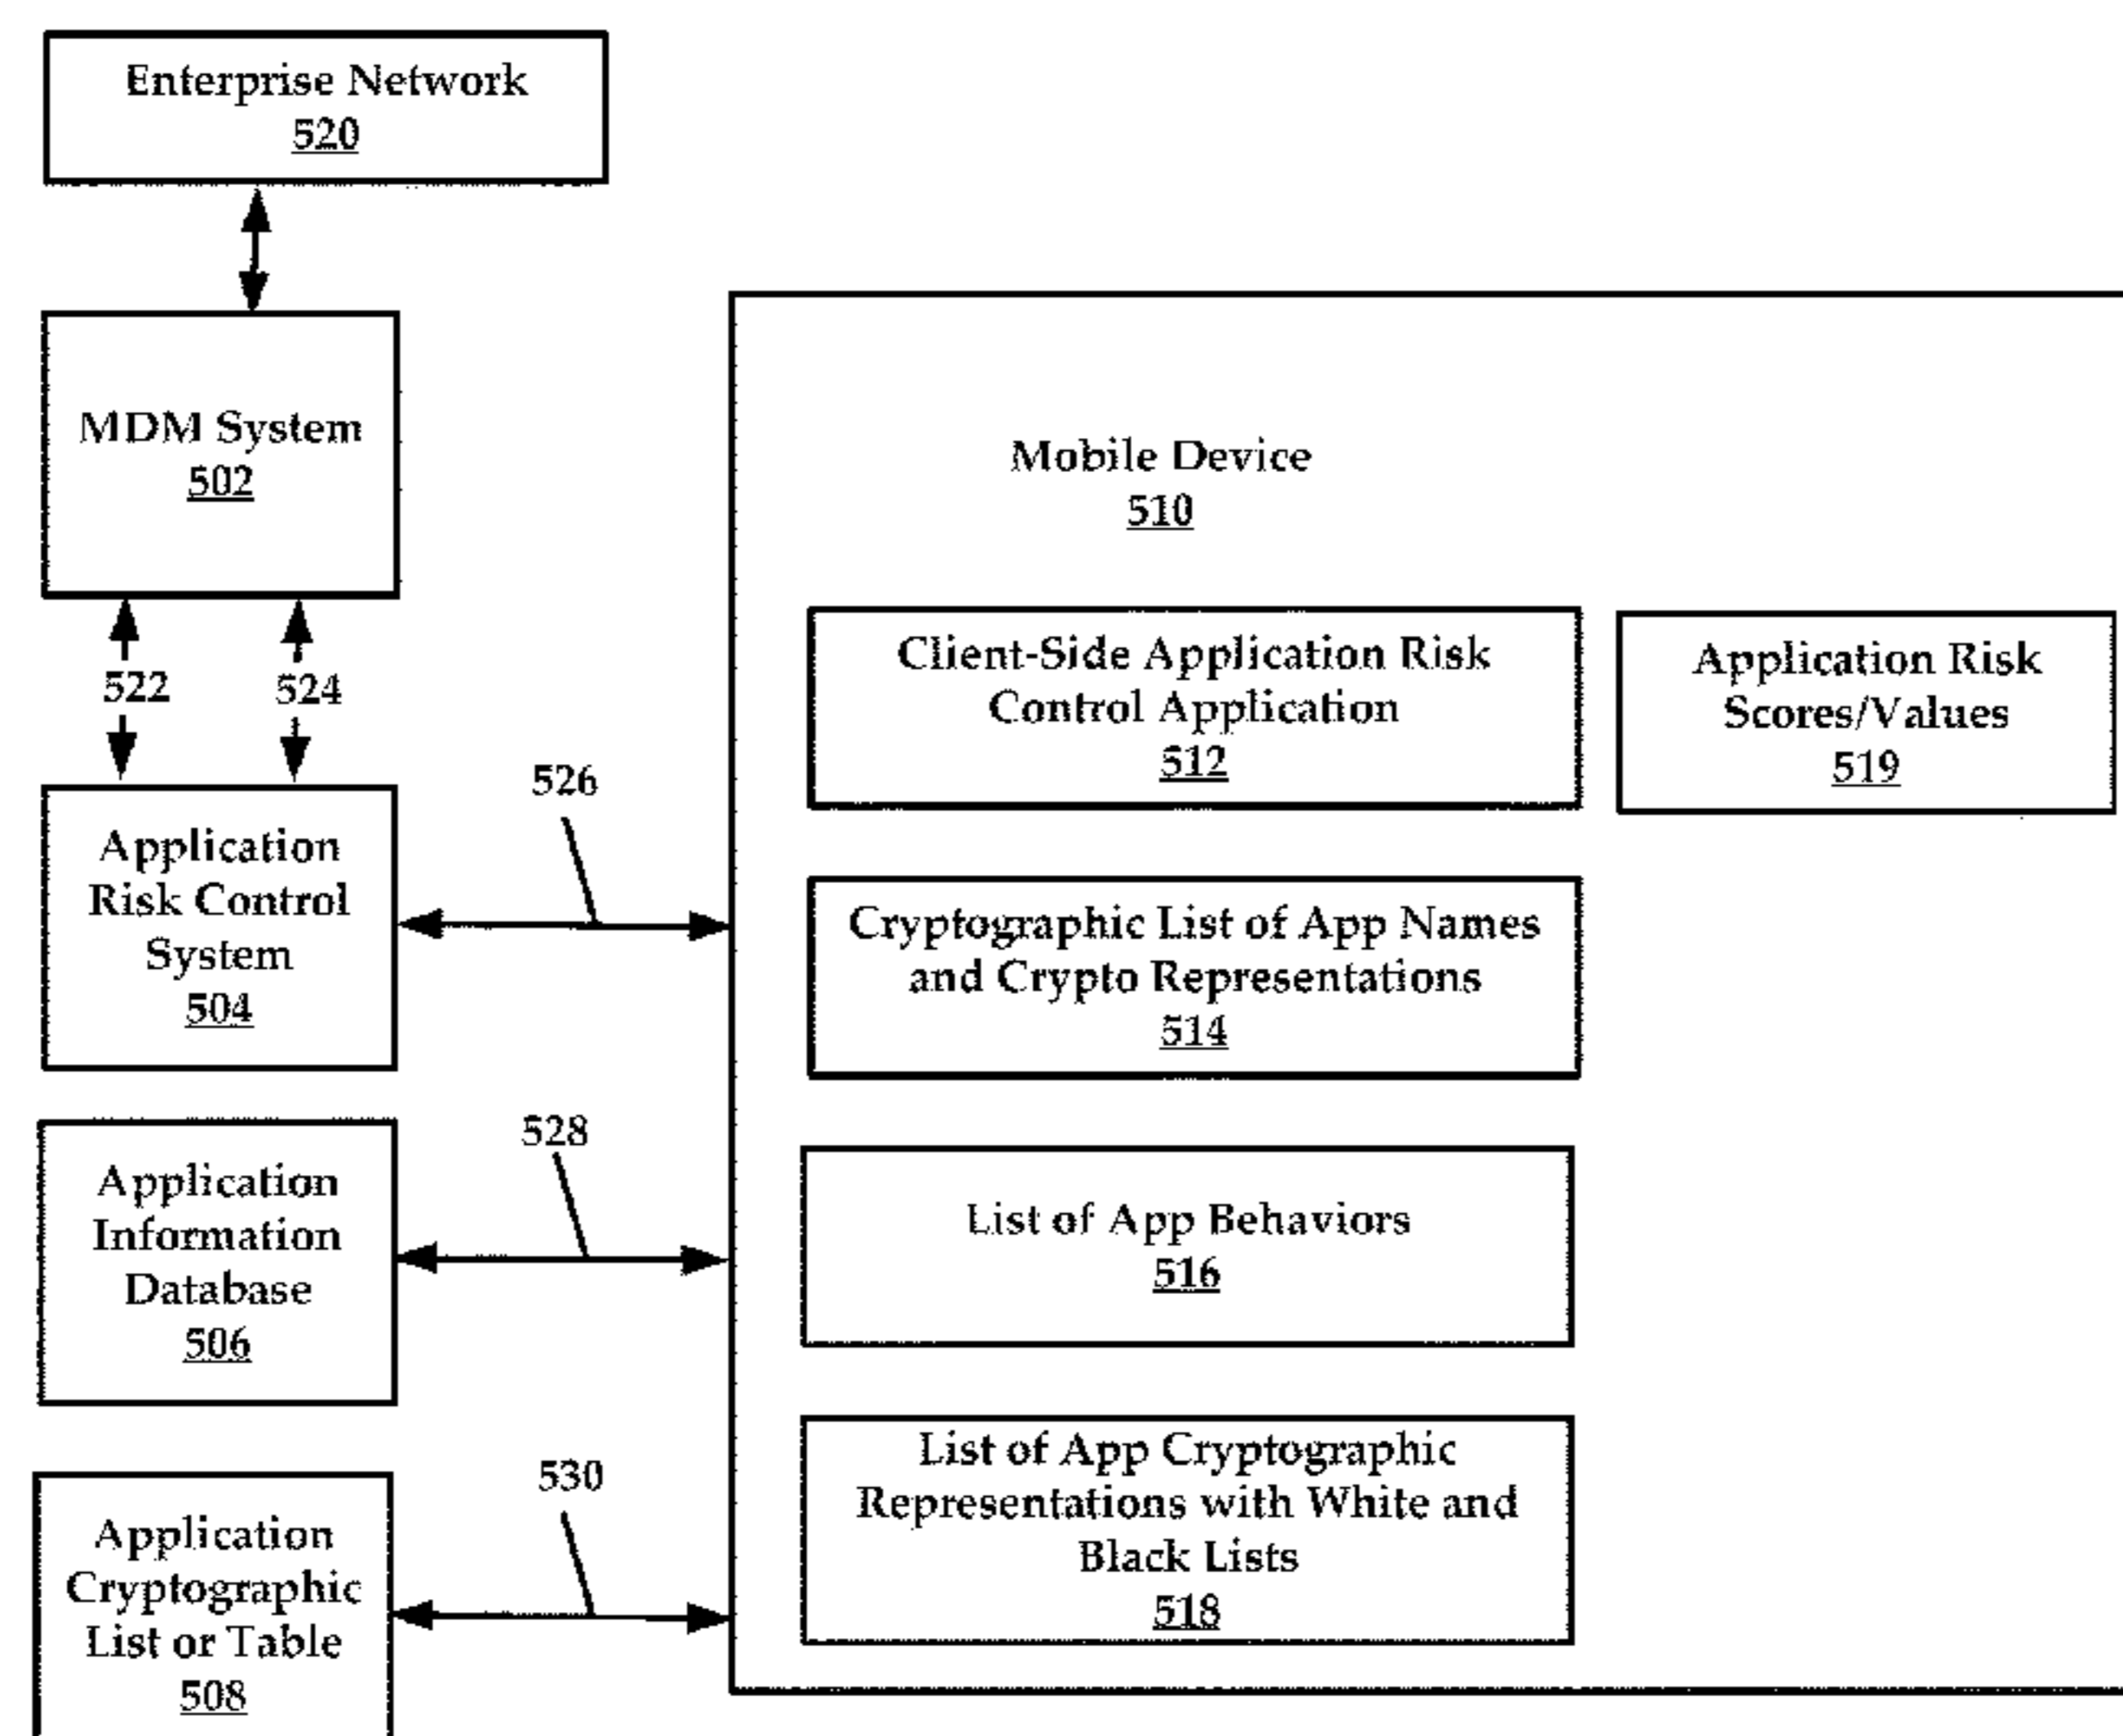 Enterprise Network
520
MDM System
502
522
524
Application
Risk Control
System
504
526
Application
Information
Database
506
528
Application
Cryptographic
List or Table
508
530
Mobile Device
510
Client-Side Application Risk
Control Application
512
Application Risk
Scores/Values
519
Cryptographic List of App Names
and Crypto Representations
514
List of App Behaviors
516
List of App Cryptographic
Representations with White and
Black Lists
518